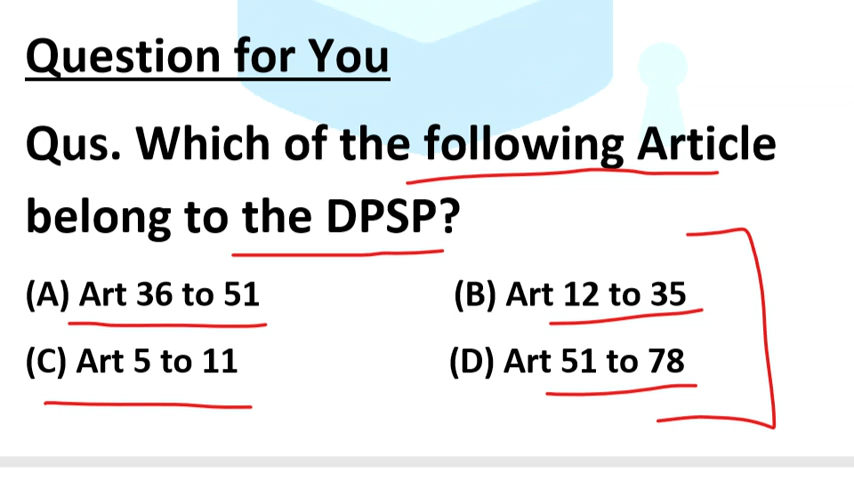 Question for You
Qus. Which of the following Article
belong to the DPSP?
(A) Art 36 to 51 (B) Art 12 to 35
(C) Art 5 to 11 (D) Art 51 to 78